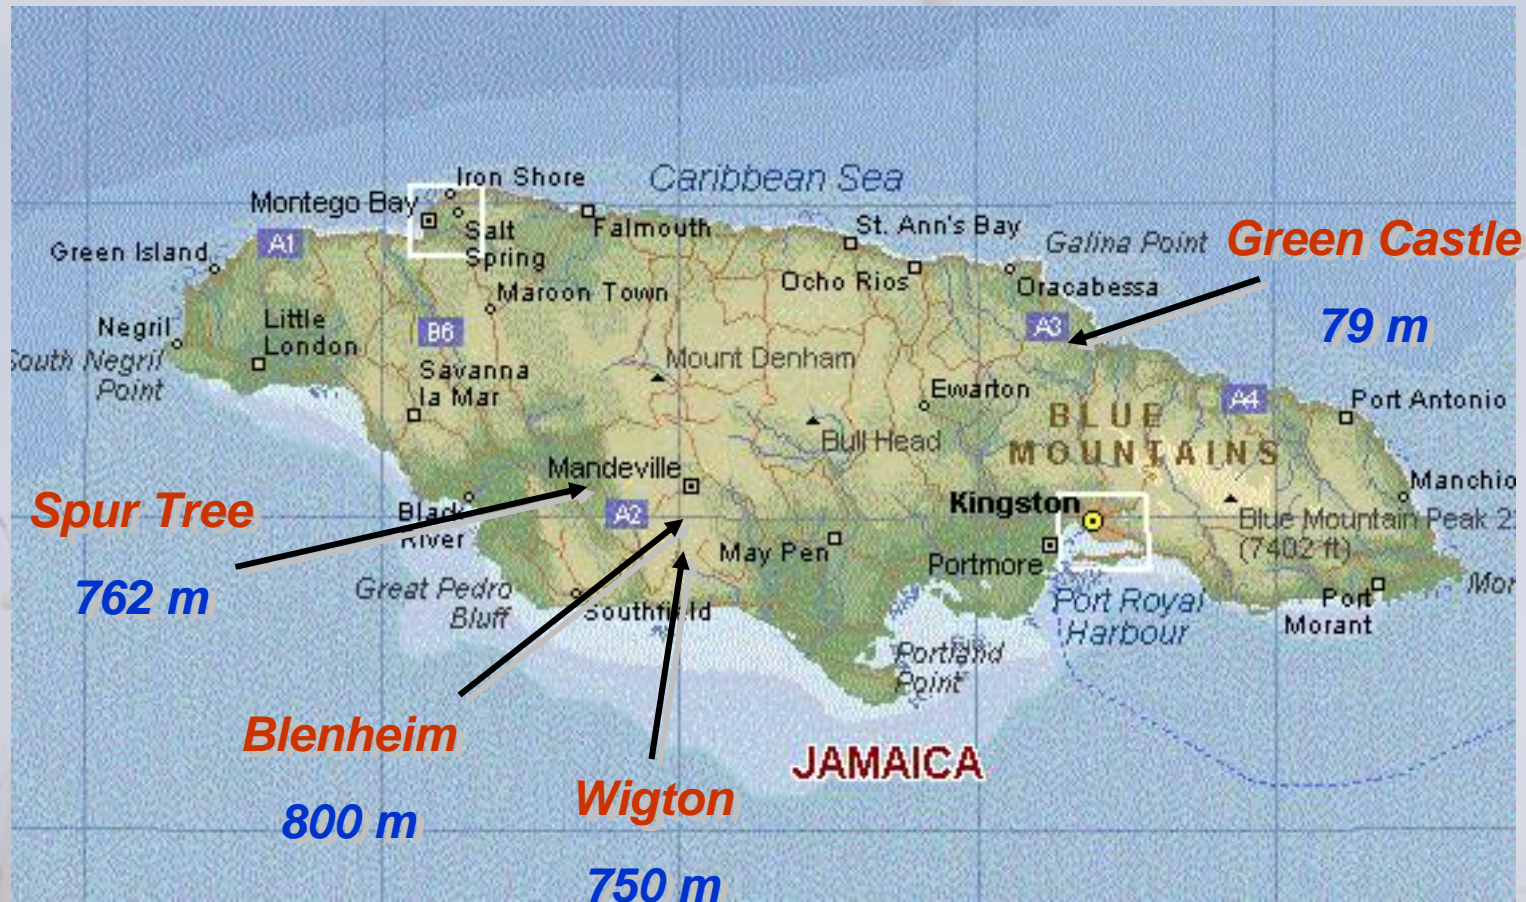 Iron Shore
Caribbean Sea
Montego Bay
Salt
Spring
Falmouth
St. Ann's Bay
Galina Point
Green Castle
79 m
Green Island
A1
Ocho Rios
Oracabessa
Maroon Town
Negril
South Negril
Point
Little
London
B6
A3
Mount Denham
Savanna
la Mar
Ewarton
A4
Port Antonio
BLUE
MOUNTAINS
Bull Head
Mandeville
Manchio
Spur Tree
762 m
Black
River
A2
Kingston
Blue Mountain Peak
(7402 ft)
May Pen
Portmore
Great Pedro
Bluff
Southfield
Port Royal
Harbour
Port
Morant
Mor
Portland
Point
Blenheim
800 m
JAMAICA
Wigton
750 m